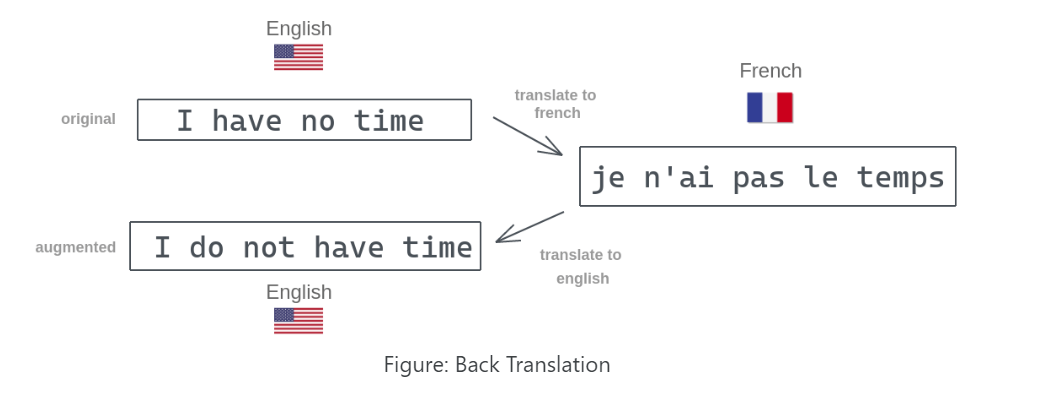 English
original
I have no time
translate to
french
French
je n'ai pas le temps
augmented
I do not have time
translate to
english
English
Figure: Back Translation